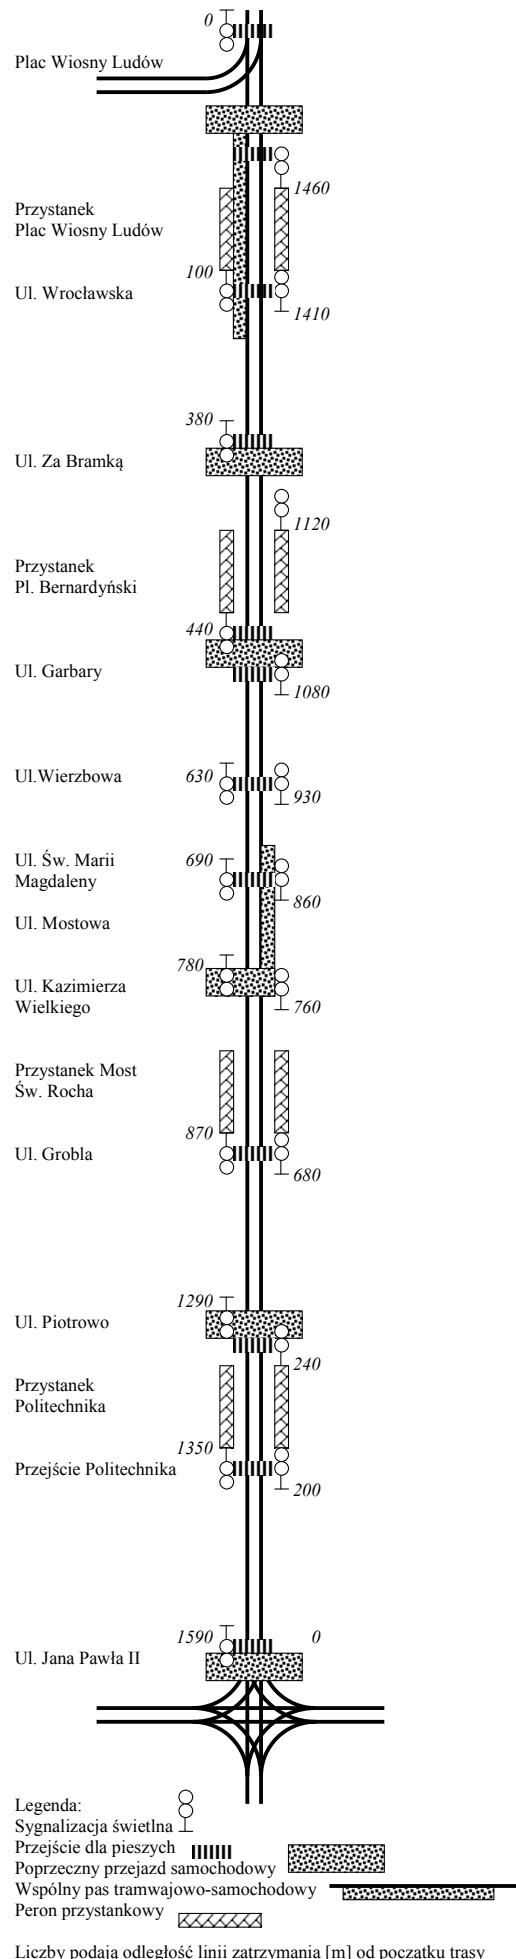 0
Plac Wiosny Ludów
1460
Przystanek
Plac Wiosny Ludów
100
Ul. Wrocławska
1410
380
Ul. Za Bramką
1120
Przystanek
Pl. Bernardyński
440
Ul. Garbary
1080
Ul.Wierzbowa
630
930
Ul. Św. Marii
Magdaleny
690
860
Ul. Mostowa
780
Ul. Kazimierza
Wielkiego
760
Przystanek Most
Św. Rocha
870
Ul. Grobla
680
1290
Ul. Piotrowo
240
Przystanek
Politechnika
1350
Przejście Politechnika
200
1590
0
Ul. Jana Pawła II
Legenda:
Sygnalizacja świetlna
Przejście dla pieszych
Poprzeczny przejazd samochodowy
Wspólny pas tramwajowo-samochodowy
Peron przystankowy
Liczby podają odległość linii zatrzymania [m] od początku trasy